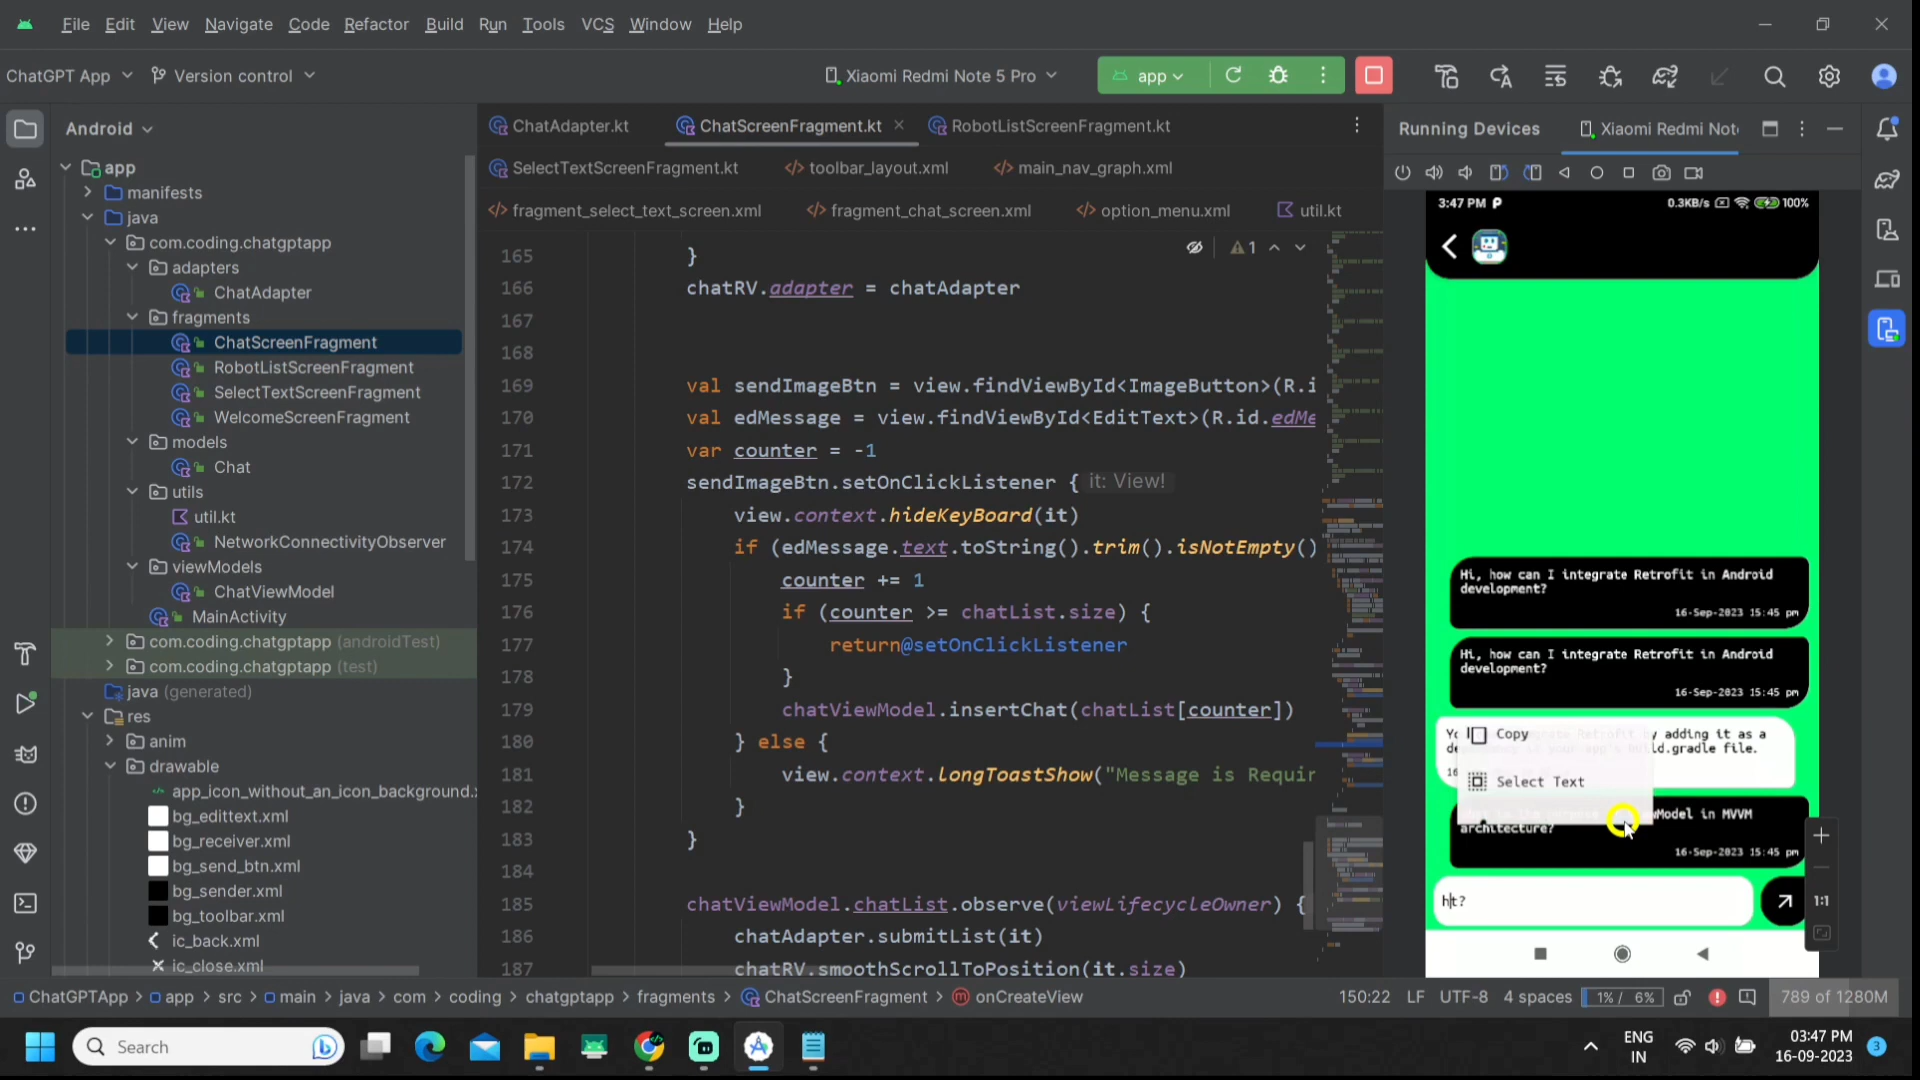 File Edit View Navigate Code Refactor Build Run Tools VCS Window Help
ChatGPT App Version control Xiaomi Redmi Note 5 Pro app
Android
app
manifests
java
com.coding.chatgptapp
adapters
ChatAdapter
fragments
ChatScreenFragment
RobotListScreenFragment
SelectTextScreenFragment
WelcomeScreenFragment
models
Chat
utils
util.kt
NetworkConnectivityObserver
viewModels
ChatViewModel
MainActivity
com.coding.chatgptapp (androidTest)
com.coding.chatgptapp (test)
java (generated)
res
anim
drawable
app_icon_without_an_icon_background.
bg_edittext.xml
bg_receiver.xml
bg_send_btn.xml
bg_sender.xml
bg_toolbar.xml
ic_back.xml
ic_close.xml
ChatAdapter.kt ChatScreenFragment.kt RobotListScreenFragment.kt
SelectTextScreenFragment.kt toolbar_layout.xml main_nav_graph.xml
fragment_select_text_screen.xml fragment_chat_screen.xml option_menu.xml util.kt
1
165 }
166 chatRV.adapter = chatAdapter
167
168
169 val sendImageBtn = view.findViewById<ImageButton>(R.i
170 val edMessage = view.findViewById<EditText>(R.id.edMe
171 var counter = -1
172 sendImageBtn.setOnClickListener { it: View!
173 view.context.hideKeyBoard(it)
174 if (edMessage.text.toString().trim().isNotEmpty()
175 counter += 1
176 if (counter >= chatList.size) {
177 return@setOnClickListener
178 }
179 chatViewModel.insertChat(chatList[counter])
180 } else {
181 view.context.longToastShow("Message is Requir
182 }
183 }
184
185 chatViewModel.chatList.observe(viewLifecycleOwner) {
186 chatAdapter.submitList(it)
187 chatRV.smoothScrollToPosition(it.size)
Running Devices Xiaomi Redmi Not
3:47 PM P 0.3KB/s 100%
Hi, how can I integrate Retrofit in Android
development?
16-Sep-2023 15:45 pm
Hi, how can I integrate Retrofit in Android
development?
16-Sep-2023 15:45 pm
Copy
by adding it as a
build.gradle file.
Select Text
in MVVM
architecture?
16-Sep-2023 15:45 pm
ht?
1:1
ChatGPTApp > app > src > main > java > com > coding > chatgptapp > fragments > ChatScreenFragment > onCreateView 150:22 LF UTF-8 4 spaces 1% / 6% 789 of 1280M
Search ENG
IN 03:47 PM
16-09-2023 3